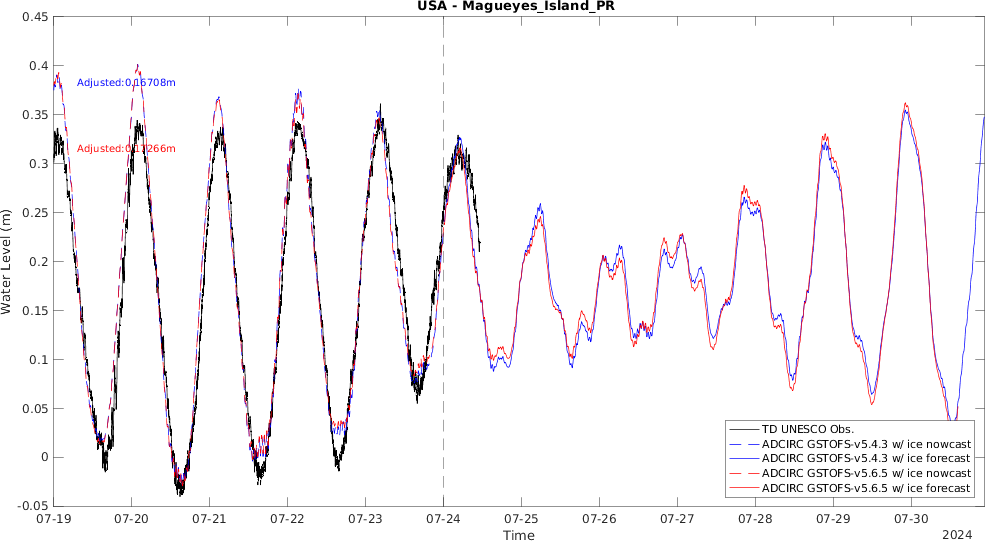 USA - Magueyes_Island_PR
0.45
0.4
0.35
0.3
0.25
0.2
0.15
0.1
0.05
0
-0.05
Water Level (m)
Adjusted:0.16708m
Adjusted:0.17266m
TD UNESCO Obs.
ADCIRC GSTOFS-v5.4.3 w/ ice nowcast
ADCIRC GSTOFS-v5.4.3 w/ ice forecast
ADCIRC GSTOFS-v5.6.5 w/ ice nowcast
ADCIRC GSTOFS-v5.6.5 w/ ice forecast
07-19 07-20 07-21 07-22 07-23 07-24 07-25 07-26 07-27 07-28 07-29 07-30
Time
2024